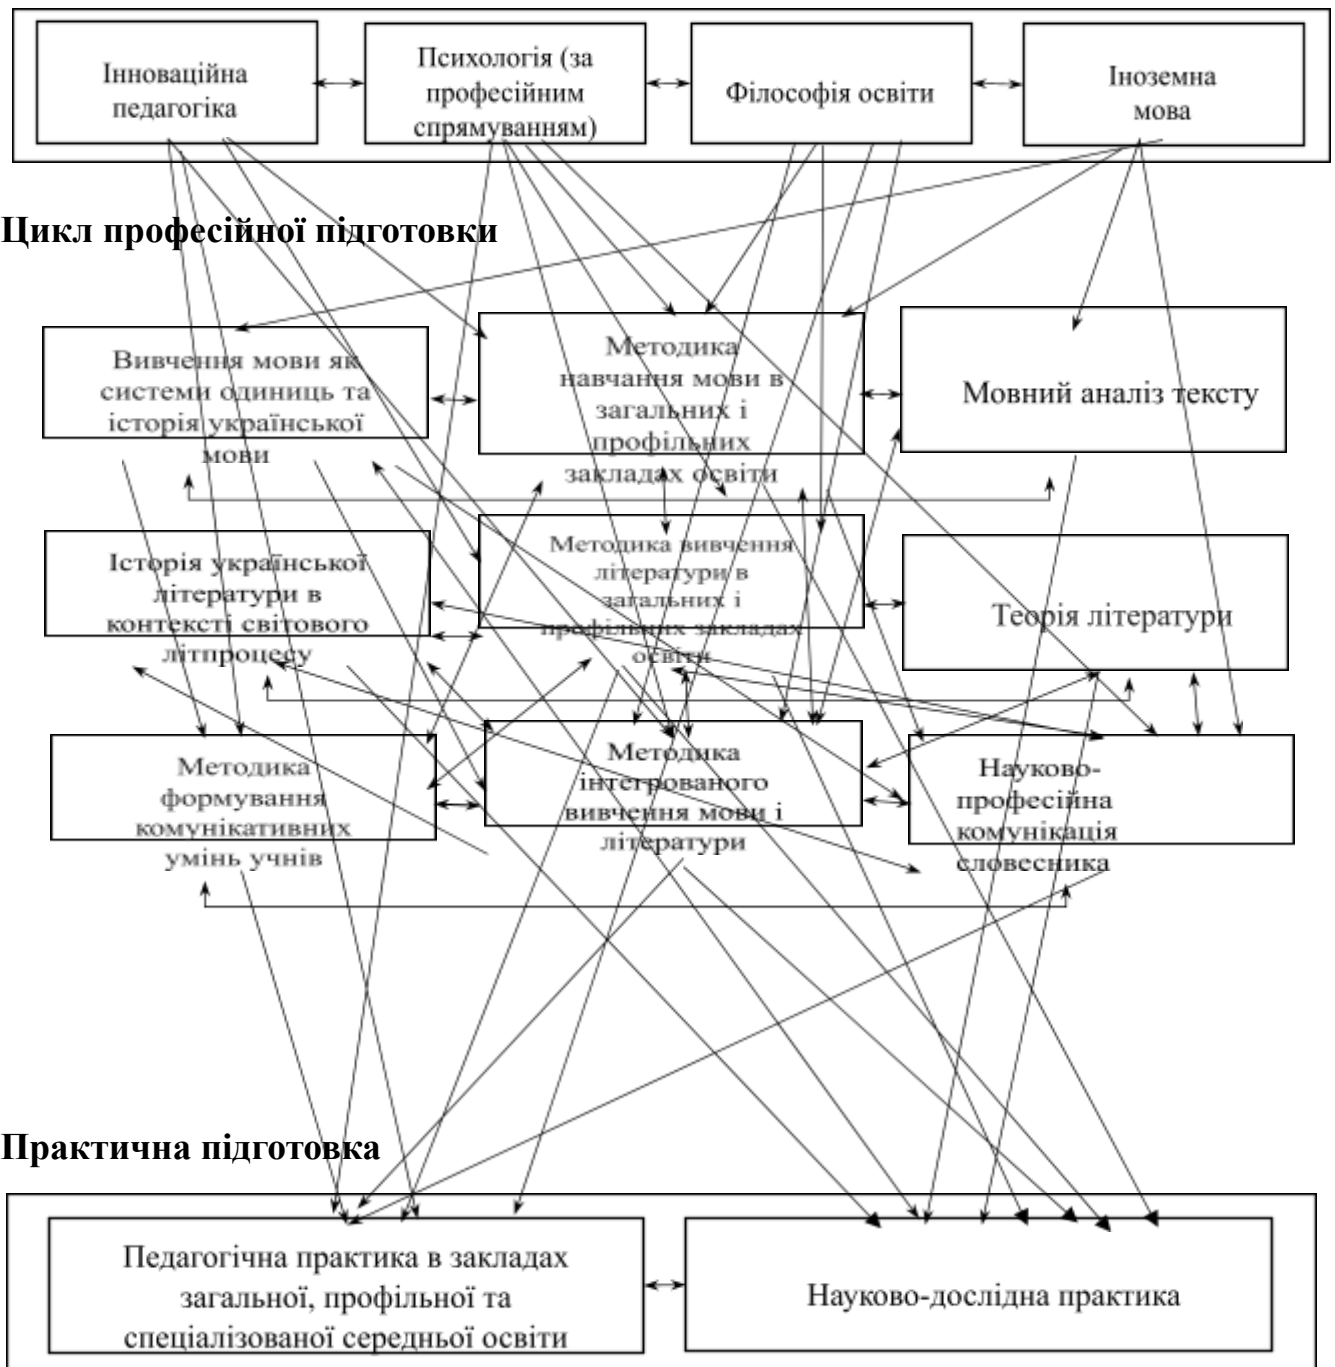 Інноваційна
педагогіка
Психологія (за
професійним
спрямуванням)
Філософія освіти
Іноземна
мова
Цикл професійної підготовки
Вивчення мови як
системи одиниць та
історія української
мови
Методика
навчання мови в
загальних і
профільних
закладах освіти
Мовний аналіз тексту
Історія української
літератури в
контексті світового
літпроцесу
Методика вивчення
літератури в
загальних і
профільних закладах
освіти
Теорія літератури
Методика
формування
комунікативних
умінь учнів
Методика
інтегрованого
вивчення мови і
літератури
Науково-
професійна
комунікація
словесника
Практична підготовка
Педагогічна практика в закладах
загальної, профільної та
спеціалізованої середньої освіти
Науково-дослідна практика